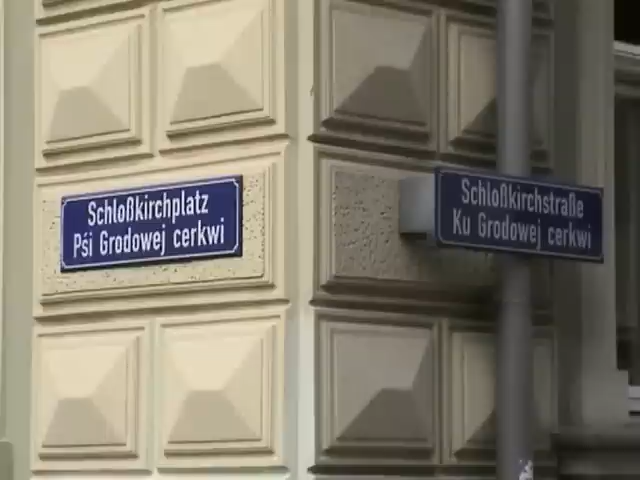 Schloßkirchplatz
Pśi Grodowej cerkwi
Schloßkirchstraße
Ku Grodowej cerkwi